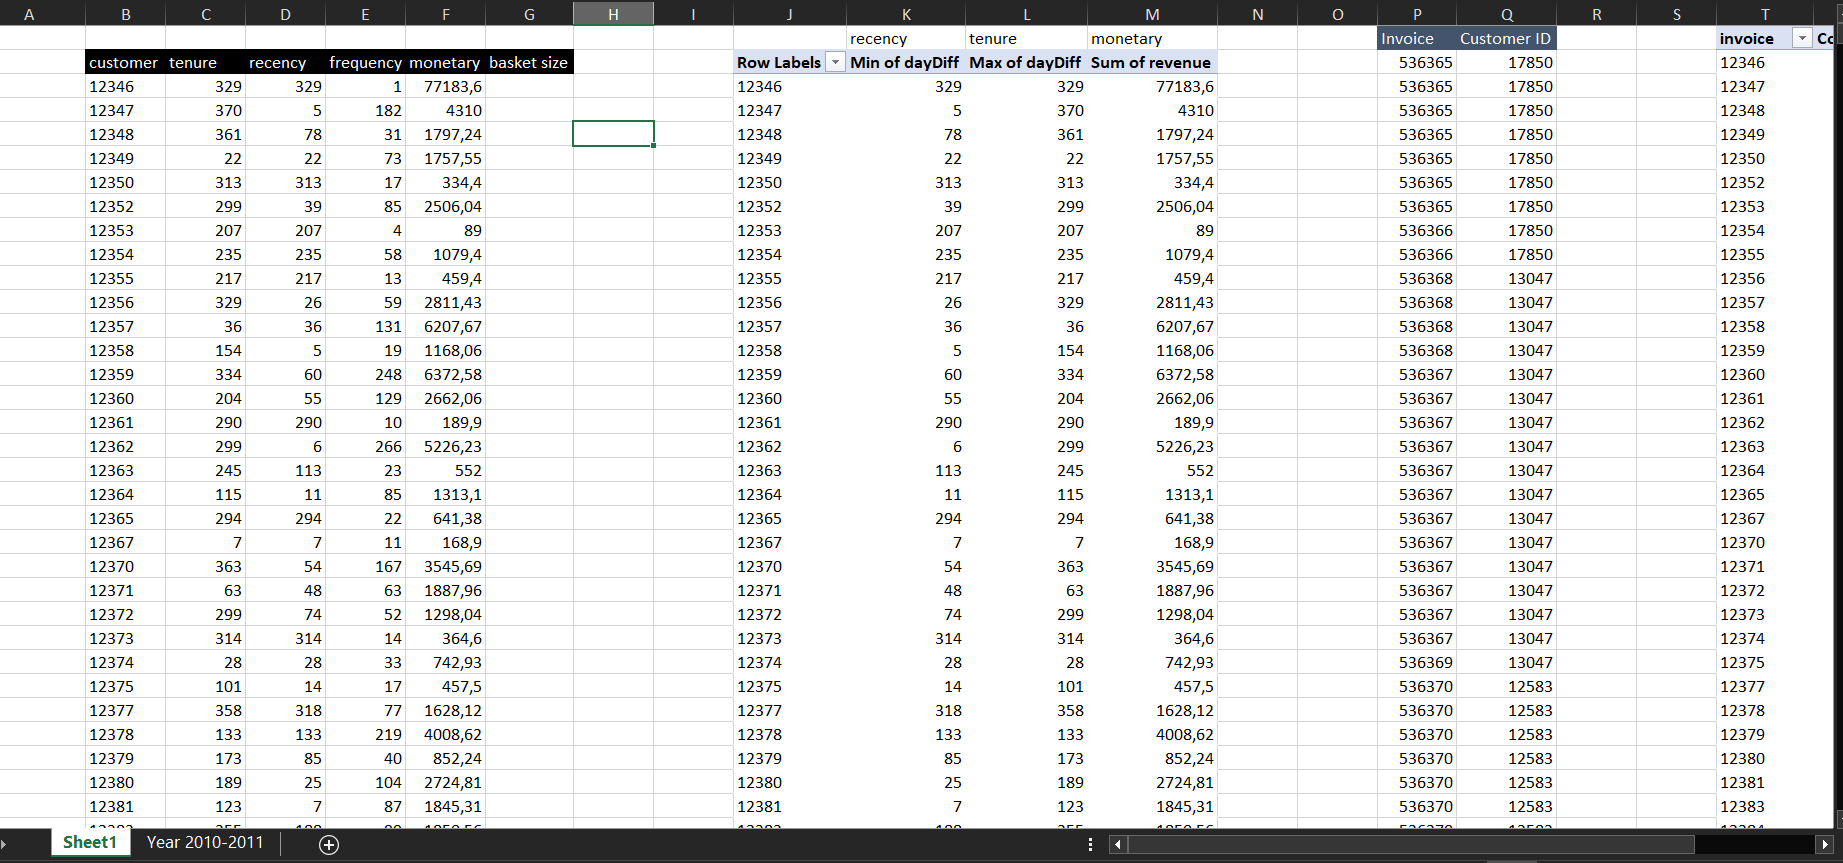 A B C D E F G H I J K L M N O P Q R S T
recency tenure monetary Invoice Customer ID invoice Co
customer tenure recency frequency monetary basket size Row Labels Min of dayDiff Max of dayDiff Sum of revenue 536365 17850 12346
12346 329 329 1 77183,6 12346 329 329 77183,6 536365 17850 12347
12347 370 5 182 4310 12347 5 370 4310 536365 17850 12348
12348 361 78 31 1797,24 12348 78 361 1797,24 536365 17850 12349
12349 22 22 73 1757,55 12349 22 22 1757,55 536365 17850 12350
12350 313 313 17 334,4 12350 313 313 334,4 536365 17850 12352
12352 299 39 85 2506,04 12352 39 299 2506,04 536365 17850 12353
12353 207 207 4 89 12353 207 207 89 536366 17850 12354
12354 235 235 58 1079,4 12354 235 235 1079,4 536366 17850 12355
12355 217 217 13 459,4 12355 217 217 459,4 536368 13047 12356
12356 329 26 59 2811,43 12356 26 329 2811,43 536368 13047 12357
12357 36 36 131 6207,67 12357 36 36 6207,67 536368 13047 12358
12358 154 5 19 1168,06 12358 5 154 1168,06 536368 13047 12359
12359 334 60 248 6372,58 12359 60 334 6372,58 536367 13047 12360
12360 204 55 129 2662,06 12360 55 204 2662,06 536367 13047 12361
12361 290 290 10 189,9 12361 290 290 189,9 536367 13047 12362
12362 299 6 266 5226,23 12362 6 299 5226,23 536367 13047 12363
12363 245 113 23 552 12363 113 245 552 536367 13047 12364
12364 115 11 85 1313,1 12364 11 115 1313,1 536367 13047 12365
12365 294 294 22 641,38 12365 294 294 641,38 536367 13047 12367
12367 7 7 11 168,9 12367 7 7 168,9 536367 13047 12370
12370 363 54 167 3545,69 12370 54 363 3545,69 536367 13047 12371
12371 63 48 63 1887,96 12371 48 63 1887,96 536367 13047 12372
12372 299 74 52 1298,04 12372 74 299 1298,04 536367 13047 12373
12373 314 314 14 364,6 12373 314 314 364,6 536367 13047 12374
12374 28 28 33 742,93 12374 28 28 742,93 536369 13047 12375
12375 101 14 17 457,5 12375 14 101 457,5 536370 12583 12377
12377 358 318 77 1628,12 12377 318 358 1628,12 536370 12583 12378
12378 133 133 219 4008,62 12378 133 133 4008,62 536370 12583 12379
12379 173 85 40 852,24 12379 85 173 852,24 536370 12583 12380
12380 189 25 104 2724,81 12380 25 189 2724,81 536370 12583 12381
12381 123 7 87 1845,31 12381 7 123 1845,31 536370 12583 12383
Sheet1 Year 2010-2011